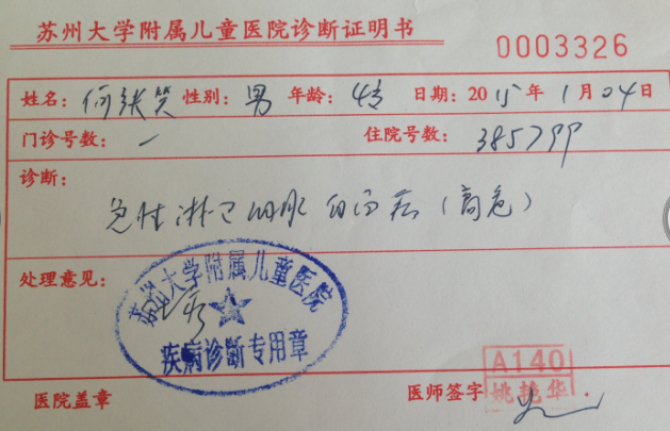 苏州大学附属儿童医院诊断证明书
0003326
姓名：何张笑 性别：男 年龄：4岁 日期：2015年1月04日
门诊号数：一 住院号数：385799
诊断：
急性淋巴细胞白血病（高危）
处理意见：
苏州大学附属儿童医院
疾病诊断专用章
A140
医院盖章 医师签字 姚艳华